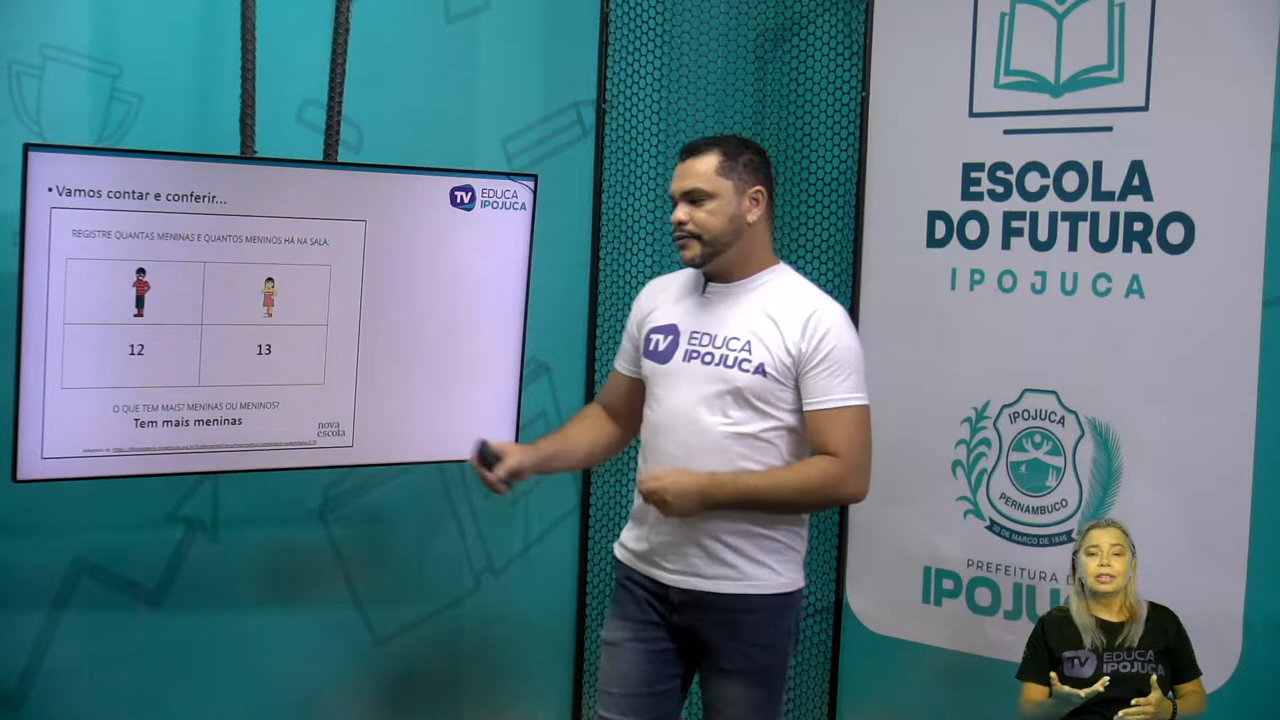 • Vamos contar e conferir...
TV EDUCA
IPOJUCA
REGISTRE QUANTAS MENINAS E QUANTOS MENINOS HÁ NA SALA:
12 13
O QUE TEM MAIS? MENINAS OU MENINOS?
Tem mais meninas
nova
escola
TV EDUCA
IPOJUCA
ESCOLA
DO FUTURO
IPOJUCA
IPOJUCA
PERNAMBUCO
PREFEITURA D
IPOJU
TV EDUCA
IPOJUCA